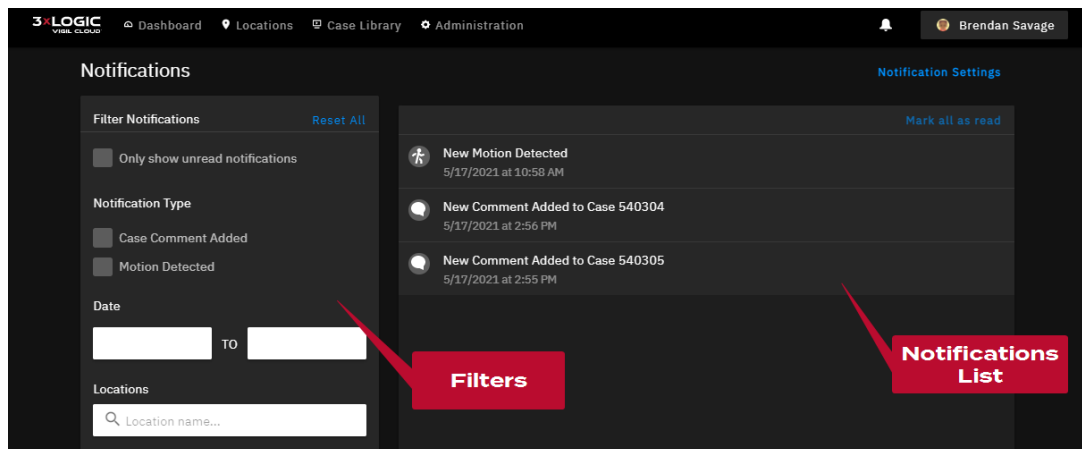 3xLOGIC
VIGIL CLOUD
Dashboard
Locations
Case Library
Administration
Brendan Savage
Notifications
Notification Settings
Filter Notifications
Reset All
Only show unread notifications
Notification Type
Case Comment Added
Motion Detected
Date
TO
Locations
Location name...
Mark all as read
New Motion Detected
5/17/2021 at 10:58 AM
New Comment Added to Case 540304
5/17/2021 at 2:56 PM
New Comment Added to Case 540305
5/17/2021 at 2:55 PM
Filters
Notifications
List